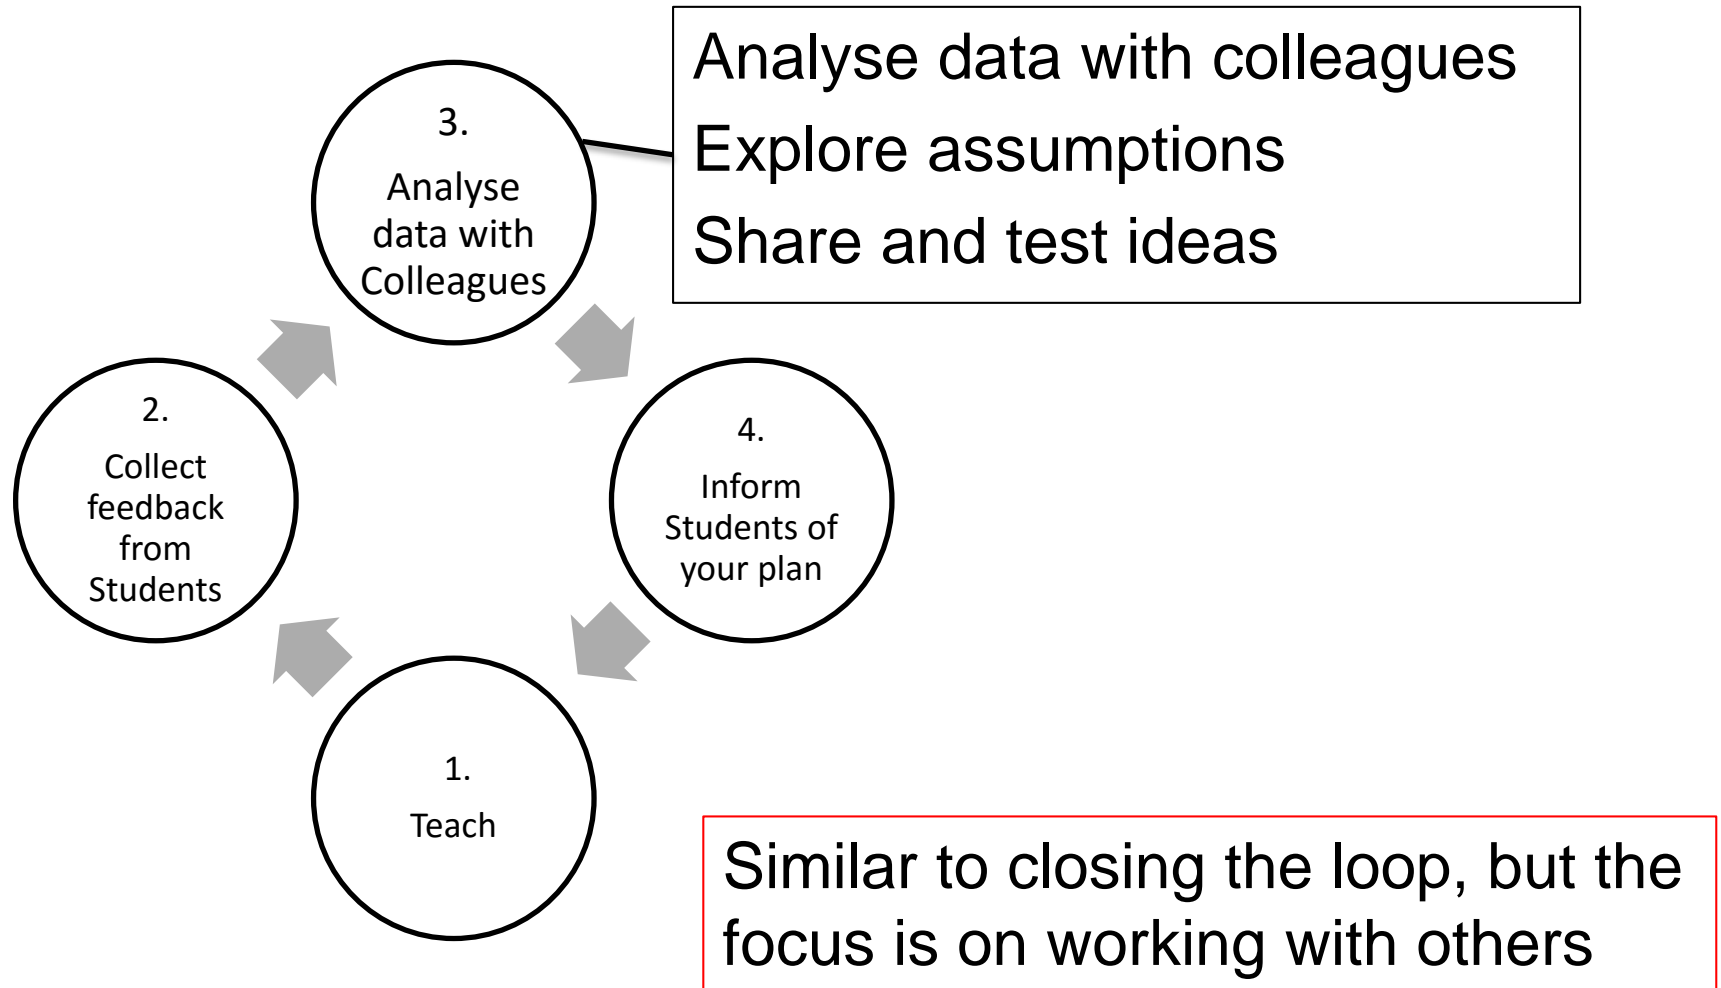 3.
Analyse
data with
Colleagues
Analyse data with colleagues
Explore assumptions
Share and test ideas
2.
Collect
feedback
from
Students
4.
Inform
Students of
your plan
1.
Teach
Similar to closing the loop, but the
focus is on working with others